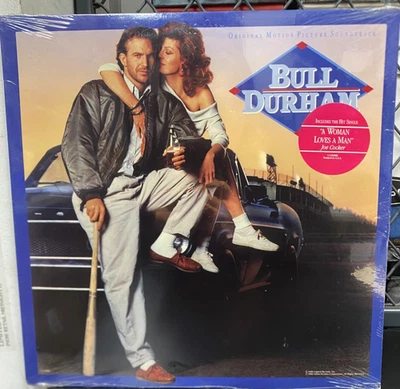 ORIGINAL MOTION PICTURE SOUNDTRACK
BULL
DURHAM
INCLUDES THE HIT SINGLE
"A WOMAN
LOVES A MAN"
Joe Cocker